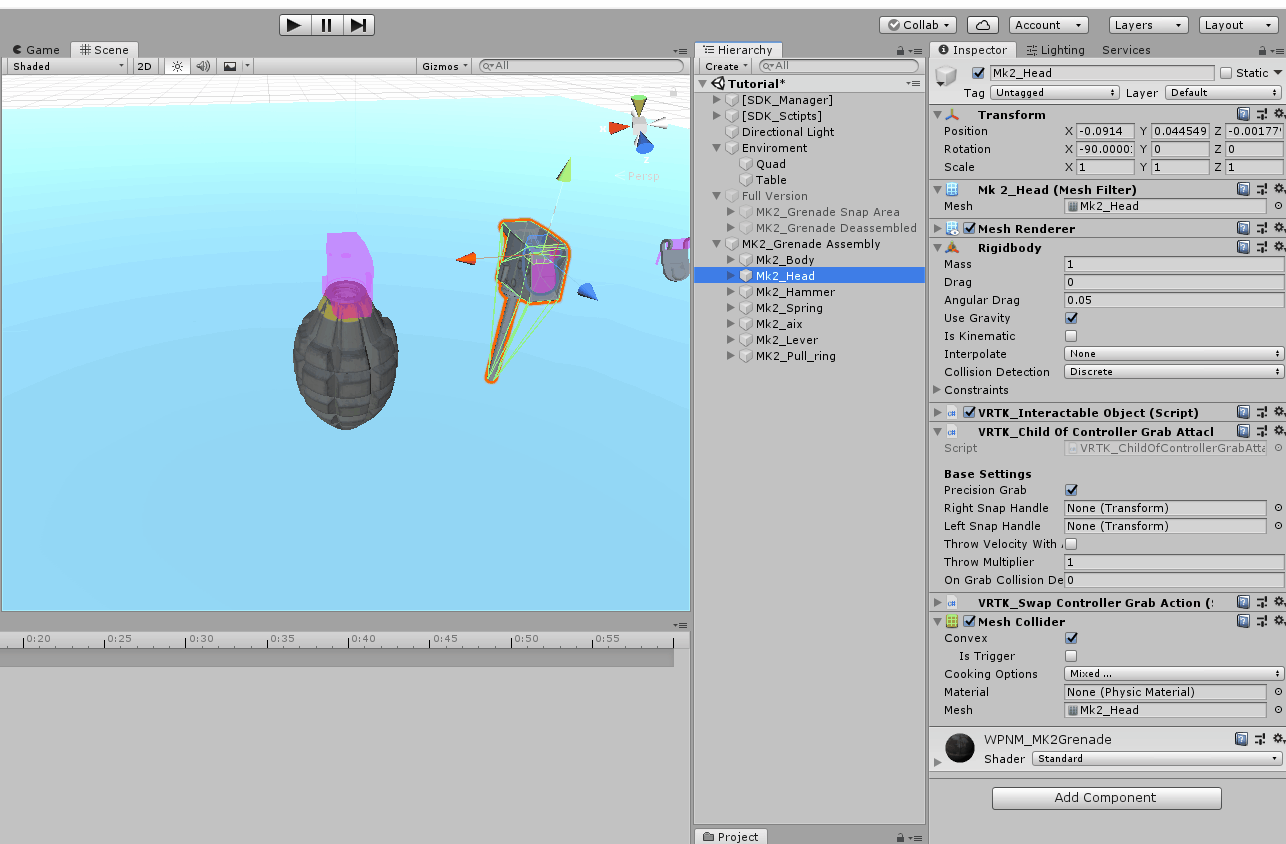 Collab
Account
Layers
Layout
Game
Scene
Shaded
2D
Gizmos
All
Persp
0:20 0:25 0:30 0:35 0:40 0:45 0:50 0:55
Hierarchy
Create
All
Tutorial*
[SDK_Manager]
[SDK_Sctipts]
Directional Light
Enviroment
Quad
Table
Full Version
MK2_Grenade Snap Area
MK2_Grenade Deassembled
MK2_Grenade Assembly
Mk2_Body
Mk2_Head
Mk2_Hammer
Mk2_Spring
Mk2_aix
Mk2_Lever
MK2_Pull_ring
Project
Inspector
Lighting
Services
Mk2_Head
Static
Tag Untagged Layer Default
Transform
Position X -0.0914 Y 0.044549 Z -0.00177
Rotation X -90.0000 Y 0 Z 0
Scale X 1 Y 1 Z 1
Mk 2_Head (Mesh Filter)
Mesh Mk2_Head
Mesh Renderer
Rigidbody
Mass 1
Drag 0
Angular Drag 0.05
Use Gravity
Is Kinematic
Interpolate None
Collision Detection Discrete
Constraints
VRTK_Interactable Object (Script)
VRTK_Child Of Controller Grab Attacl
Script VRTK_ChildOfControllerGrabAtta
Base Settings
Precision Grab
Right Snap Handle None (Transform)
Left Snap Handle None (Transform)
Throw Velocity With
Throw Multiplier 1
On Grab Collision De 0
VRTK_Swap Controller Grab Action (
Mesh Collider
Convex
Is Trigger
Cooking Options Mixed ...
Material None (Physic Material)
Mesh Mk2_Head
WPNM_MK2Grenade
Shader Standard
Add Component